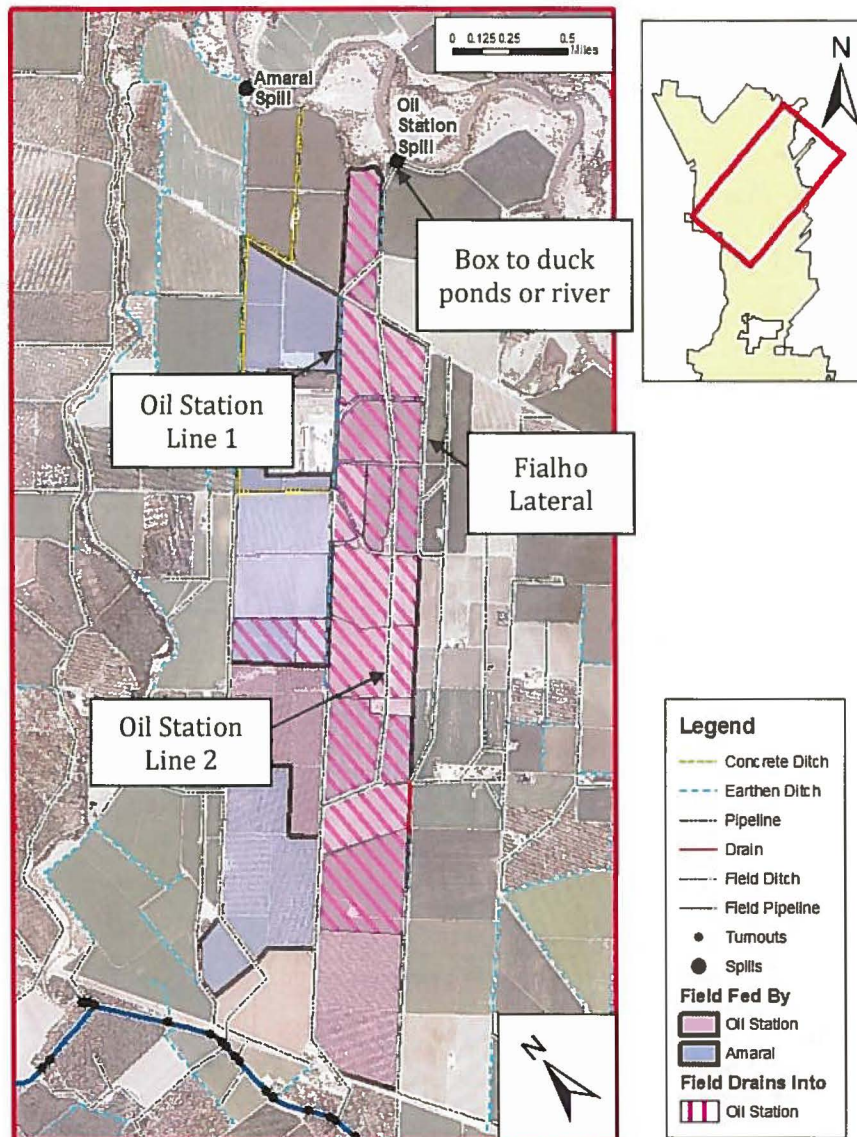 0 0.125 0.25 0.5
Miles
Amaral
Spill
Oil
Station
Spill
N
Box to duck
ponds or river
Oil Station
Line 1
Fialho
Lateral
Oil Station
Line 2
N
Legend
Concrete Ditch
Earthen Ditch
Pipeline
Drain
Field Ditch
Field Pipeline
Turnouts
Spills
Field Fed By
Oil Station
Amaral
Field Drains Into
Oil Station